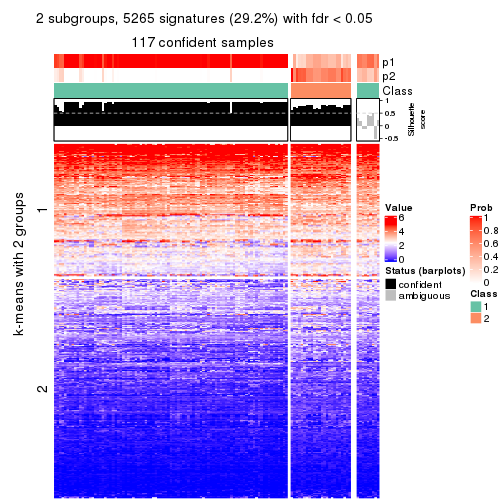 2 subgroups, 5265 signatures (29.2%) with fdr < 0.05
117 confident samples
p1
p2
Class
1
0.5
0
-0.5
Silhouette
score
k-means with 2 groups
1
2
Value
6
4
2
0
Status (barplots)
confident
ambiguous
Prob
1
0.8
0.6
0.4
0.2
0
Class
1
2